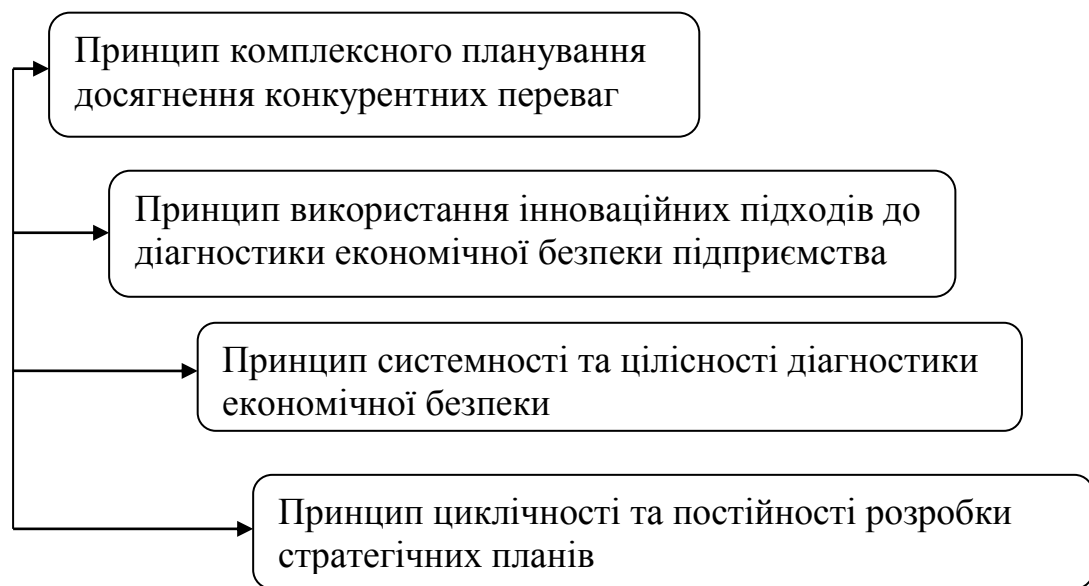 Принцип комплексного планування
досягнення конкурентних переваг
Принцип використання інноваційних підходів до
діагностики економічної безпеки підприємства
Принцип системності та цілісності діагностики
економічної безпеки
Принцип циклічності та постійності розробки
стратегічних планів